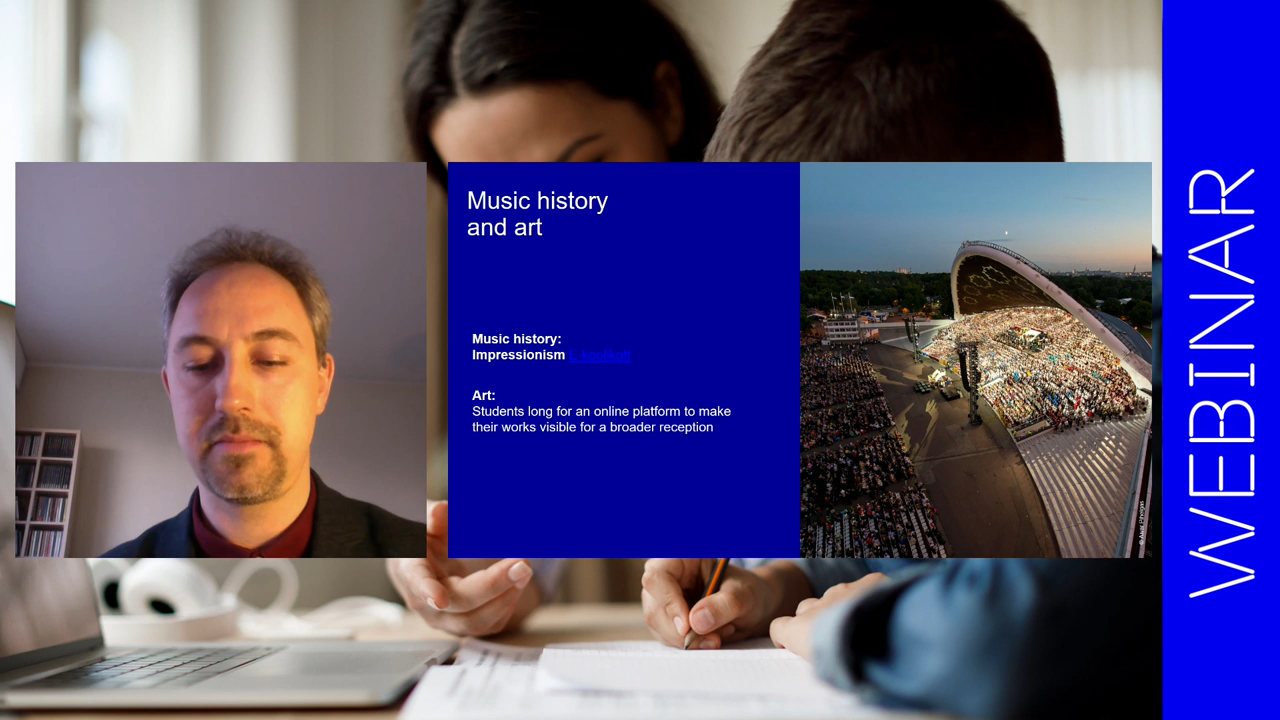 Music history
and art
Music history:
Impressionism E-koolikott
Art:
Students long for an online platform to make
their works visible for a broader reception
WEBINAR